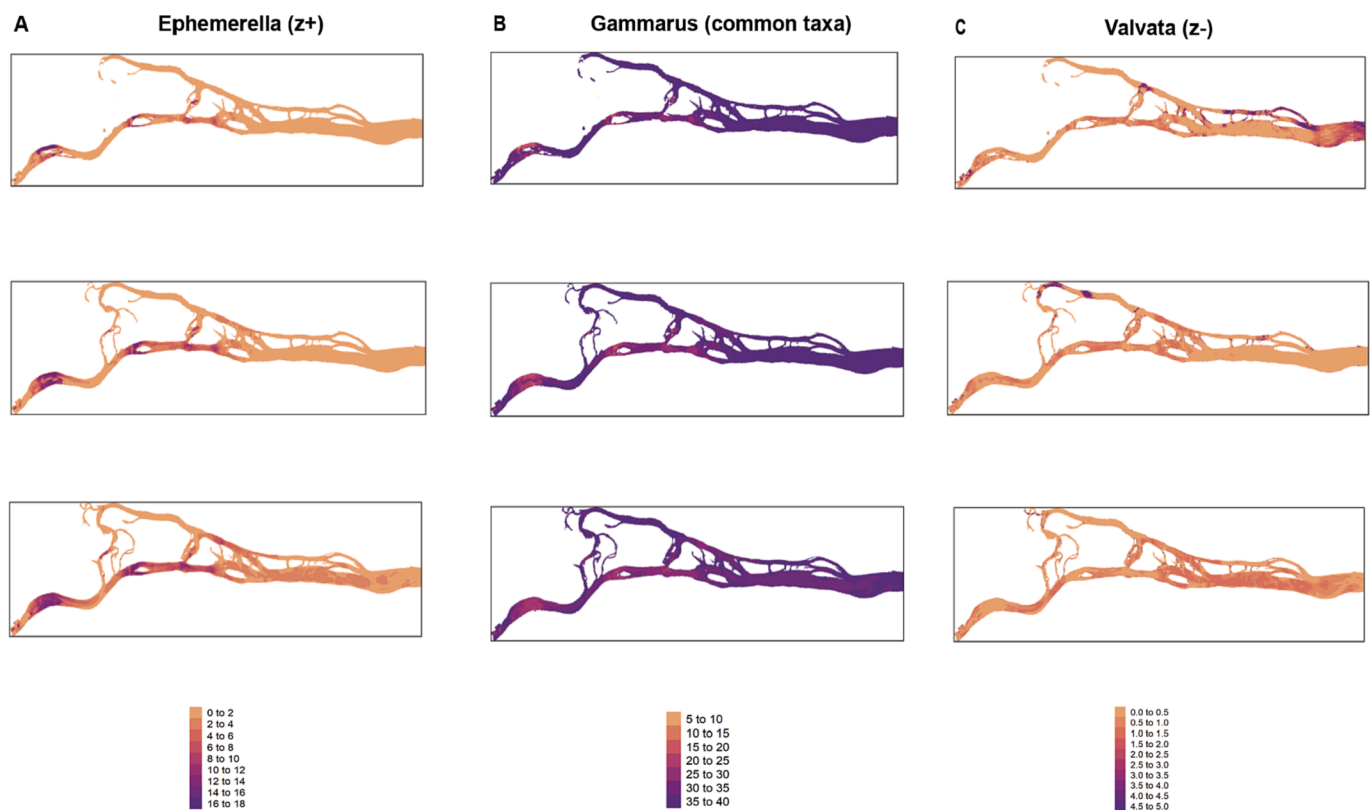 A Ephemerella (z+)
B Gammarus (common taxa)
C Valvata (z-)
0 to 2
2 to 4
4 to 6
6 to 8
8 to 10
10 to 12
12 to 14
14 to 16
16 to 18
5 to 10
10 to 15
15 to 20
20 to 25
25 to 30
30 to 35
35 to 40
0.0 to 0.5
0.5 to 1.0
1.0 to 1.5
1.5 to 2.0
2.0 to 2.5
2.5 to 3.0
3.0 to 3.5
3.5 to 4.0
4.0 to 4.5
4.5 to 5.0